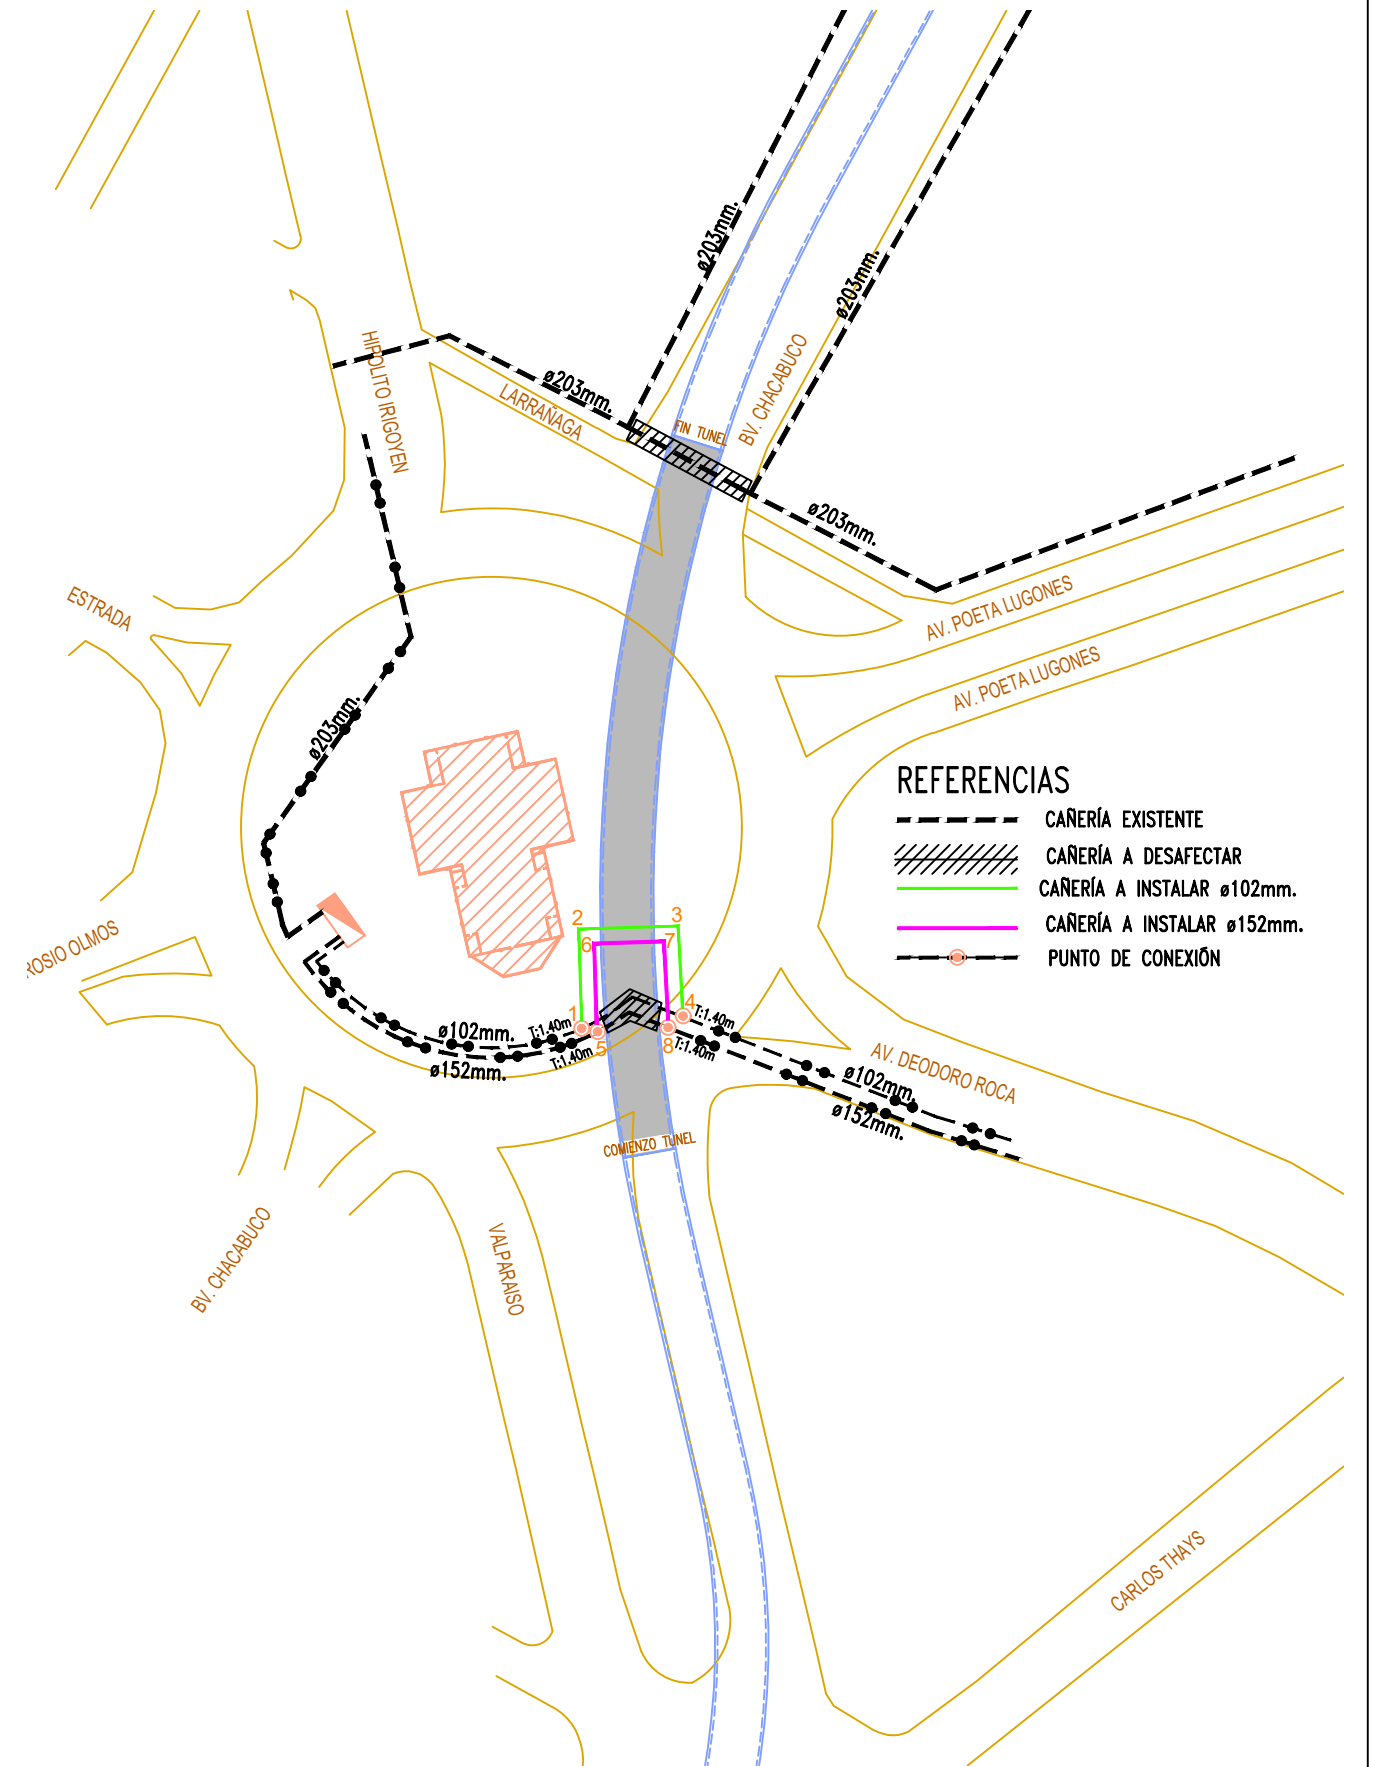 ø203mm.
ø203mm.
HIPOLITO IRIGOYEN
ø203mm.
LARRAÑAGA
BV. CHACABUCO
FIN TUNEL
ø203mm.
ESTRADA
AV. POETA LUGONES
AV. POETA LUGONES
ø203mm.
REFERENCIAS
CAÑERÍA EXISTENTE
CAÑERÍA A DESAFECTAR
CAÑERÍA A INSTALAR ø102mm.
CAÑERÍA A INSTALAR ø152mm.
PUNTO DE CONEXIÓN
ROSIO OLMOS
2
3
6
7
1
4
5
8
T:1.40m
T:1.40m
T:1.40m
T:1.40m
ø102mm.
ø152mm.
AV. DEODORO ROCA
ø102mm.
ø152mm.
COMIENZO TUNEL
BV. CHACABUCO
VALPARAISO
CARLOS THAYS